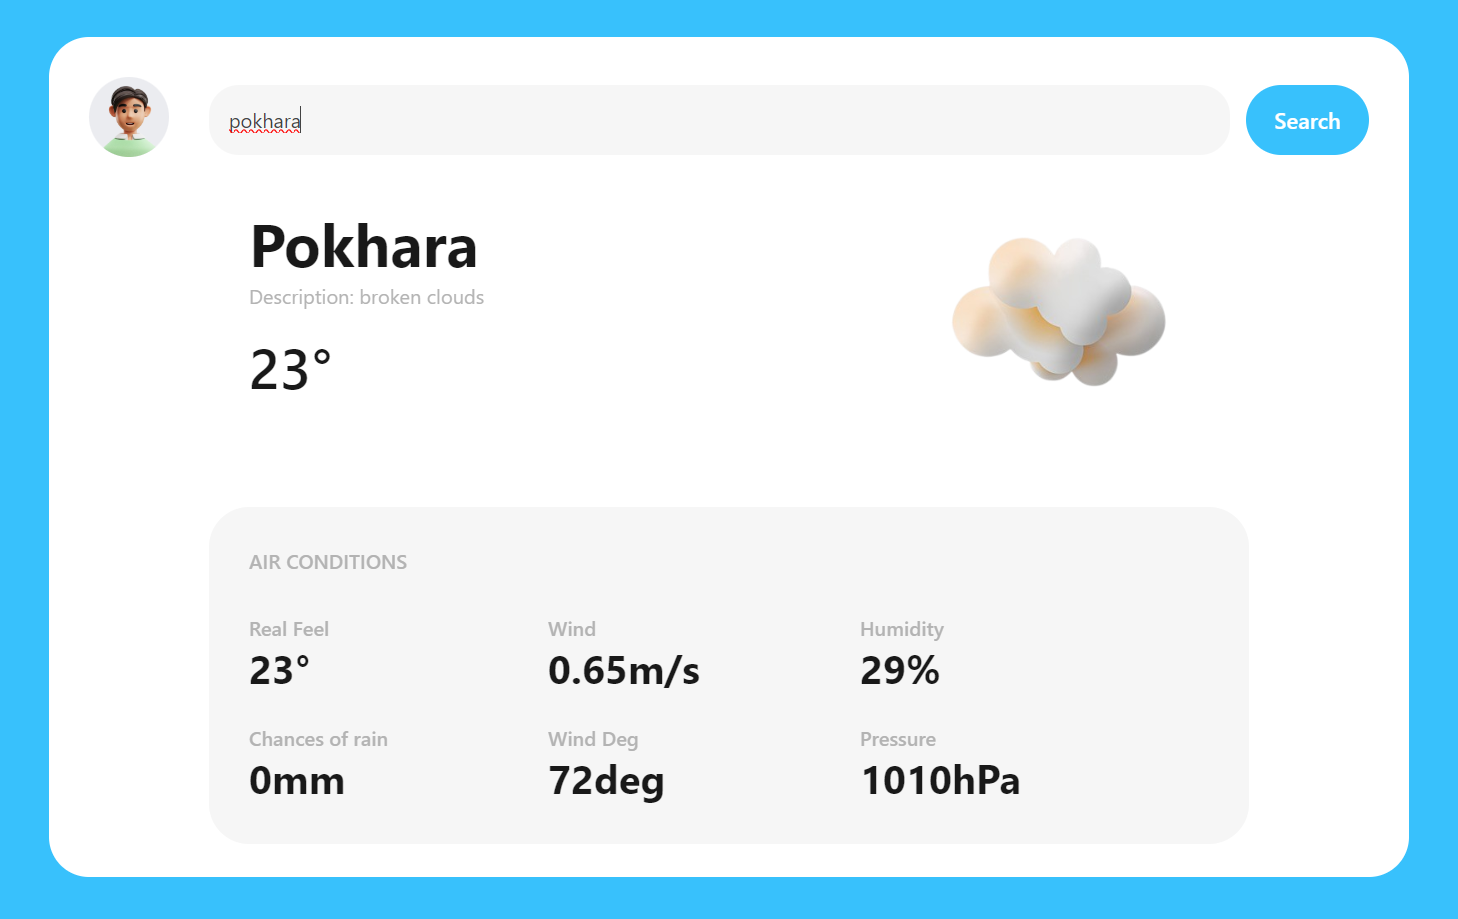 pokhara
Search
Pokhara
Description: broken clouds
23°
AIR CONDITIONS
Real Feel
23°
Wind
0.65m/s
Humidity
29%
Chances of rain
0mm
Wind Deg
72deg
Pressure
1010hPa